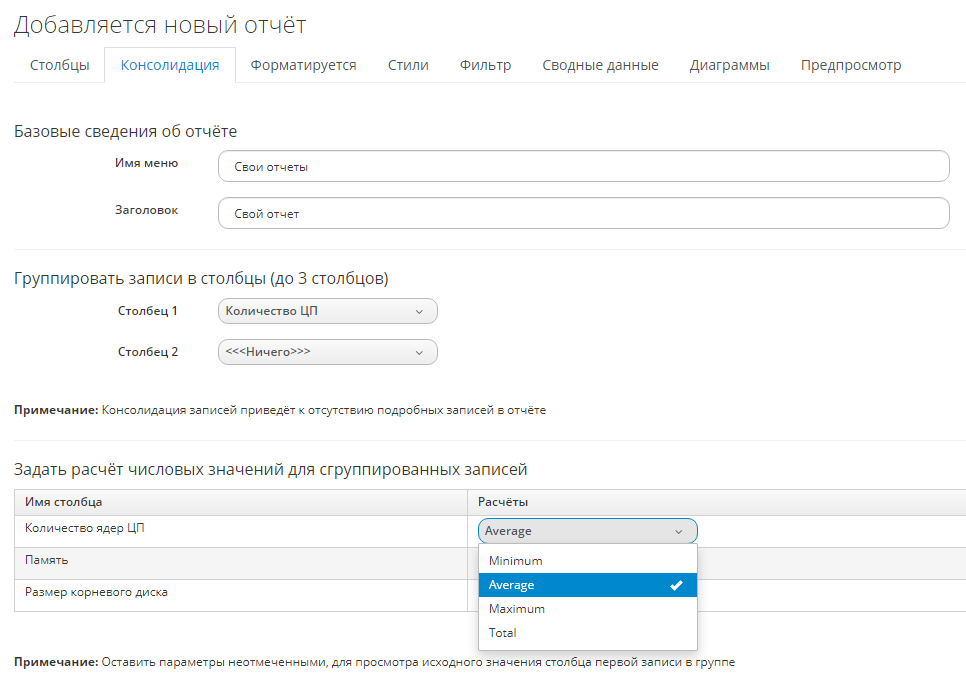 Добавляется новый отчёт
Столбцы Консолидация Форматируется Стили Фильтр Сводные данные Диаграммы Предпросмотр
Базовые сведения об отчёте
Имя меню Свои отчеты
Заголовок Свой отчет
Группировать записи в столбцы (до 3 столбцов)
Столбец 1 Количество ЦП
Столбец 2 <<<Ничего>>>
Примечание: Консолидация записей приведёт к отсутствию подробных записей в отчёте
Задать расчёт числовых значений для сгруппированных записей
Имя столбца Расчёты
Количество ядер ЦП Average
Память Minimum
Average
Размер корневого диска Maximum
Total
Примечание: Оставить параметры неотмеченными, для просмотра исходного значения столбца первой записи в группе